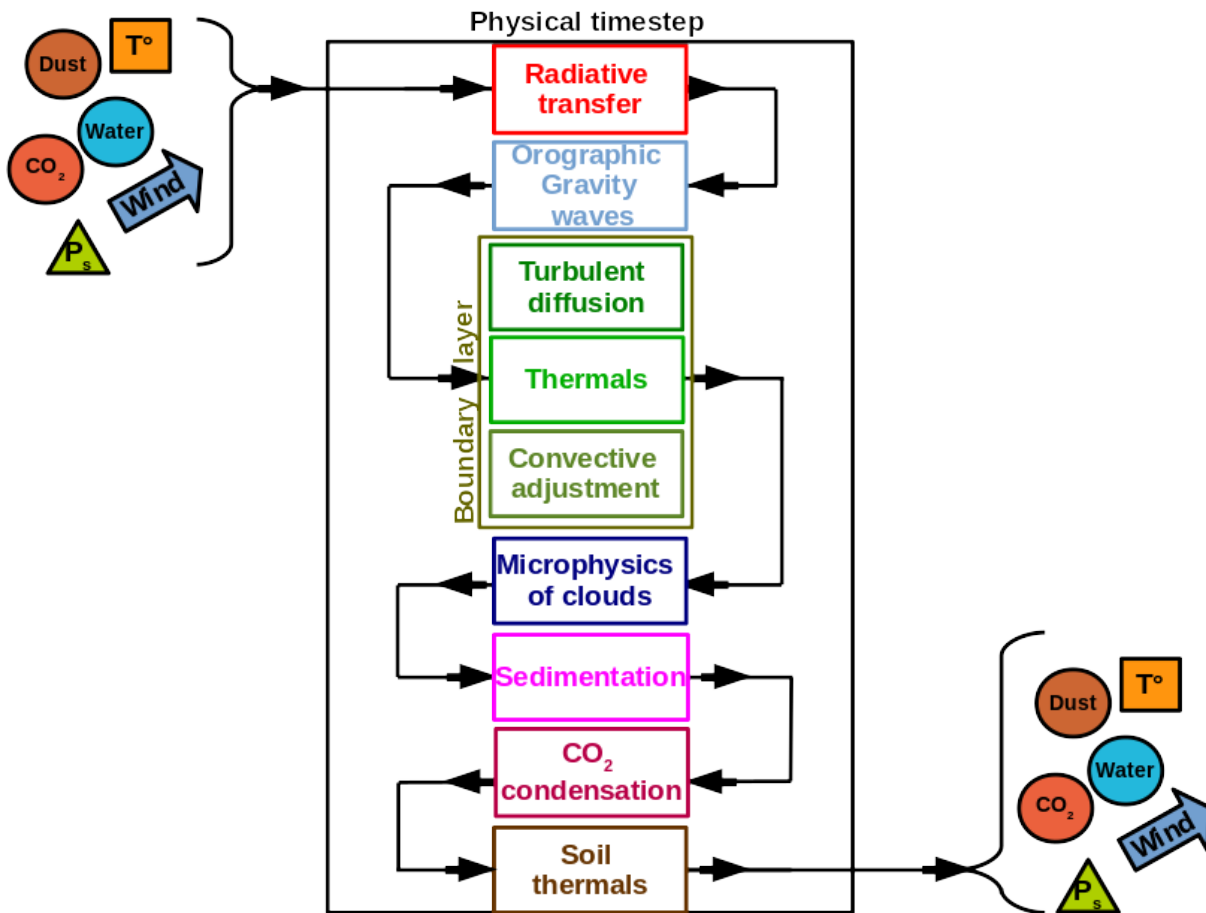 Physical timestep
Dust
T°
Water
CO₂
Wind
Pₛ
Radiative
transfer
Orographic
Gravity
waves
Boundary layer
Turbulent
diffusion
Thermals
Convective
adjustment
Microphysics
of clouds
Sedimentation
CO₂
condensation
Soil
thermals
Dust
T°
Water
CO₂
Wind
Pₛ